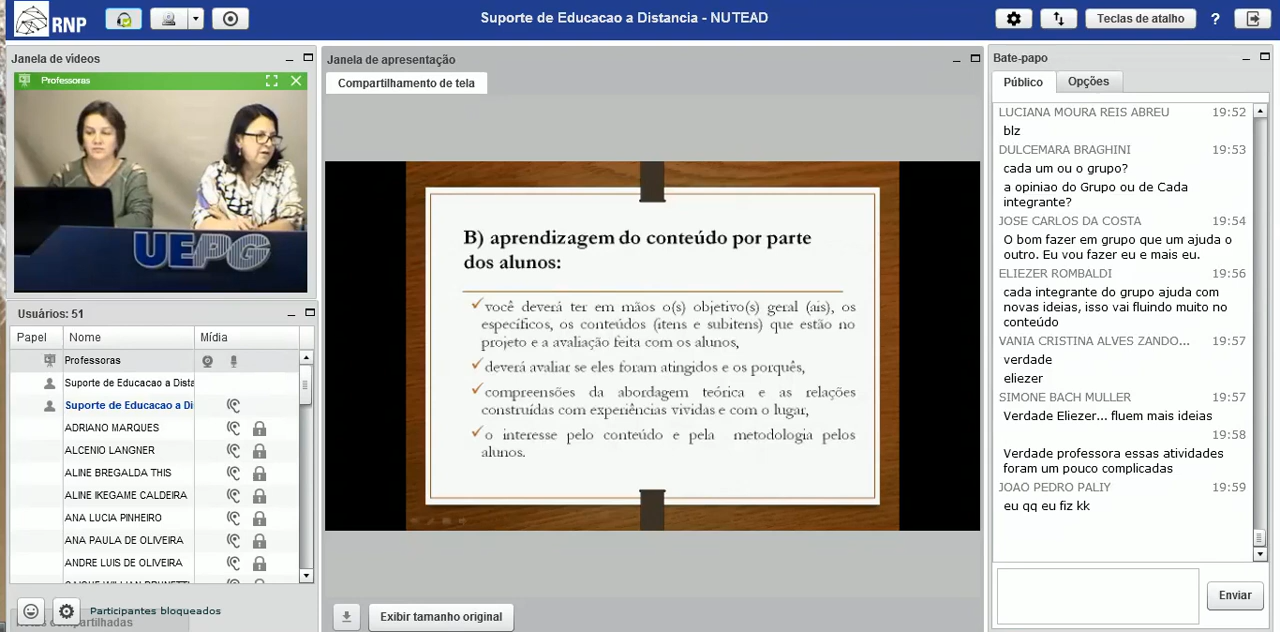 RNP
Suporte de Educacao a Distancia - NUTEAD
Teclas de atalho
?
Janela de vídeos
Professoras
UEPG
Usuários: 51
Papel Nome Mídia
Professoras
Suporte de Educacao a Dista
Suporte de Educacao a Di
ADRIANO MARQUES
ALCENIO LANGNER
ALINE BREGALDA THIS
ALINE IKEGAME CALDEIRA
ANA LUCIA PINHEIRO
ANA PAULA DE OLIVEIRA
ANDRE LUIS DE OLIVEIRA
Participantes bloqueados
Notas compartilhadas
Janela de apresentação
Compartilhamento de tela
B) aprendizagem do conteúdo por parte
dos alunos:
você deverá ter em mãos o(s) objetivo(s) geral (ais), os
específicos, os conteúdos (itens e subitens) que estão no
projeto e a avaliação feita com os alunos,
deverá avaliar se eles foram atingidos e os porquês,
compreensões da abordagem teórica e as relações
construídas com experiências vividas e com o lugar,
o interesse pelo conteúdo e pela metodologia pelos
alunos.
Exibir tamanho original
Bate-papo
Público Opções
LUCIANA MOURA REIS ABREU 19:52
blz
DULCEMARA BRAGHINI 19:53
cada um ou o grupo?
a opiniao do Grupo ou de Cada
integrante?
JOSE CARLOS DA COSTA 19:54
O bom fazer em grupo que um ajuda o
outro. Eu vou fazer eu e mais eu.
ELIEZER ROMBALDI 19:56
cada integrante do grupo ajuda com
novas ideias, isso vai fluindo muito no
conteúdo
VANIA CRISTINA ALVES ZANDO... 19:57
verdade
eliezer
SIMONE BACH MULLER 19:57
Verdade Eliezer... fluem mais ideias
19:58
Verdade professora essas atividades
foram um pouco complicadas
JOAO PEDRO PALIY 19:59
eu qq eu fiz kk
Enviar